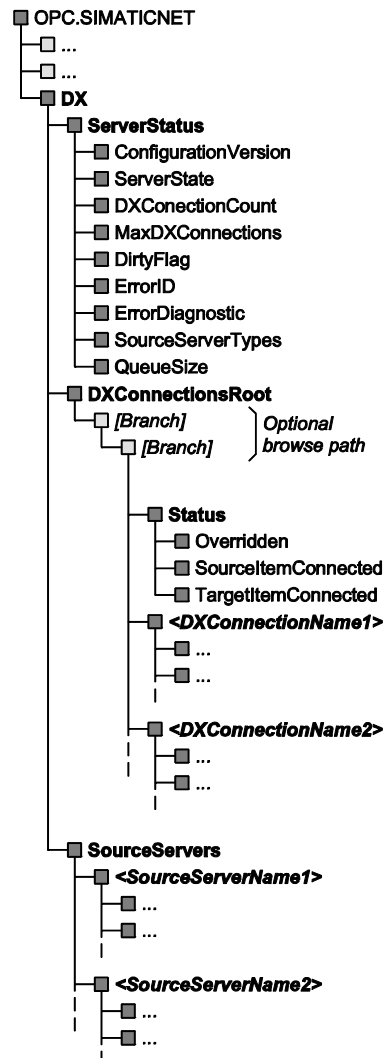 OPC.SIMATICNET
...
...
DX
ServerStatus
ConfigurationVersion
ServerState
DXConectionCount
MaxDXConnections
DirtyFlag
ErrorID
ErrorDiagnostic
SourceServerTypes
QueueSize
DXConnectionsRoot
[Branch]
Optional
[Branch]
browse path
Status
Overridden
SourceItemConnected
TargetItemConnected
<DXConnectionName1>
...
...
<DXConnectionName2>
...
...
SourceServers
<SourceServerName1>
...
...
<SourceServerName2>
...
...